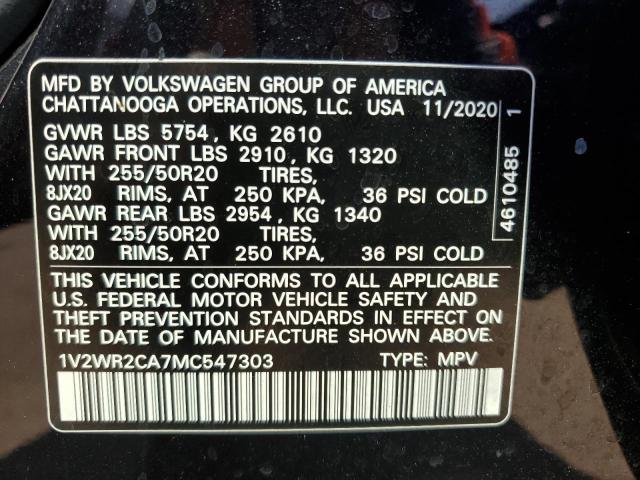 MFD BY VOLKSWAGEN GROUP OF AMERICA
CHATTANOOGA OPERATIONS, LLC. USA 11/2020
GVWR LBS 5754, KG 2610
GAWR FRONT LBS 2910, KG 1320
WITH 255/50R20 TIRES,
8JX20 RIMS, AT 250 KPA, 36 PSI COLD
GAWR REAR LBS 2954, KG 1340
WITH 255/50R20 TIRES,
8JX20 RIMS, AT 250 KPA, 36 PSI COLD
THIS VEHICLE CONFORMS TO ALL APPLICABLE
U.S. FEDERAL MOTOR VEHICLE SAFETY AND
THEFT PREVENTION STANDARDS IN EFFECT ON
THE DATE OF MANUFACTURE SHOWN ABOVE.
1V2WR2CA7MC547303 TYPE: MPV
4610485 1